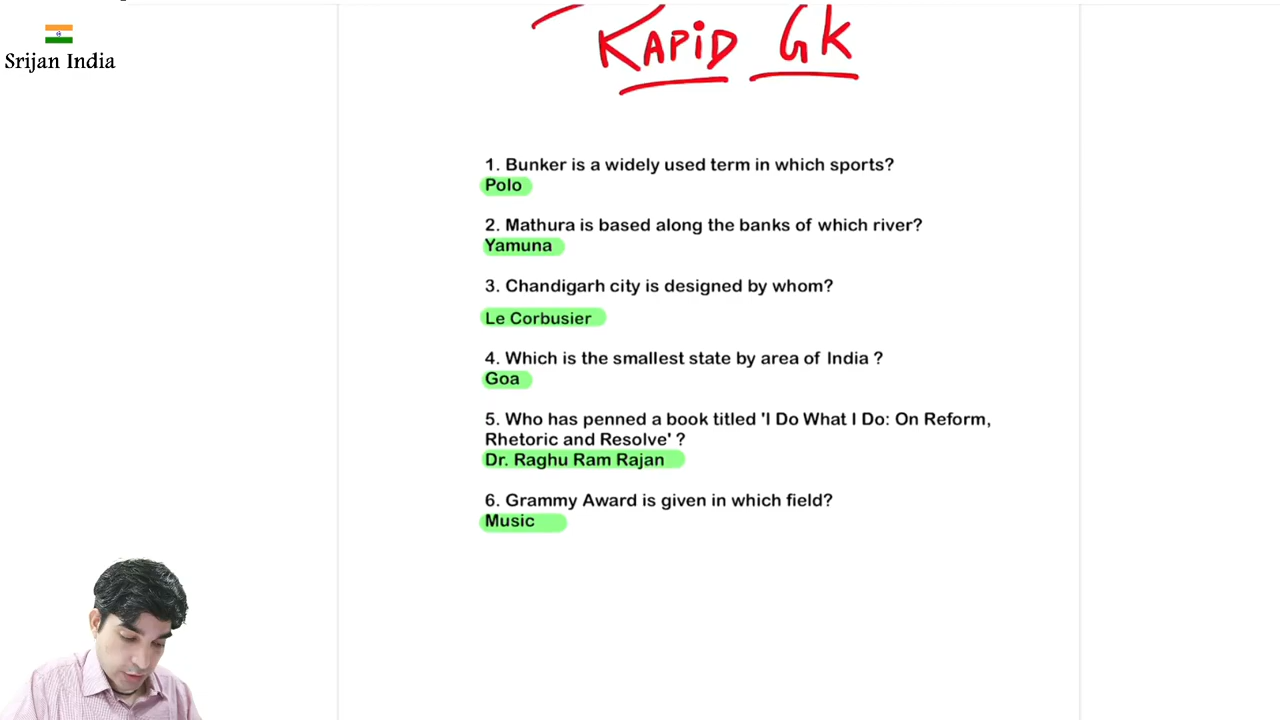 Srijan India
RAPID GK
1. Bunker is a widely used term in which sports?
Polo
2. Mathura is based along the banks of which river?
Yamuna
3. Chandigarh city is designed by whom?
Le Corbusier
4. Which is the smallest state by area of India ?
Goa
5. Who has penned a book titled 'I Do What I Do: On Reform,
Rhetoric and Resolve' ?
Dr. Raghu Ram Rajan
6. Grammy Award is given in which field?
Music